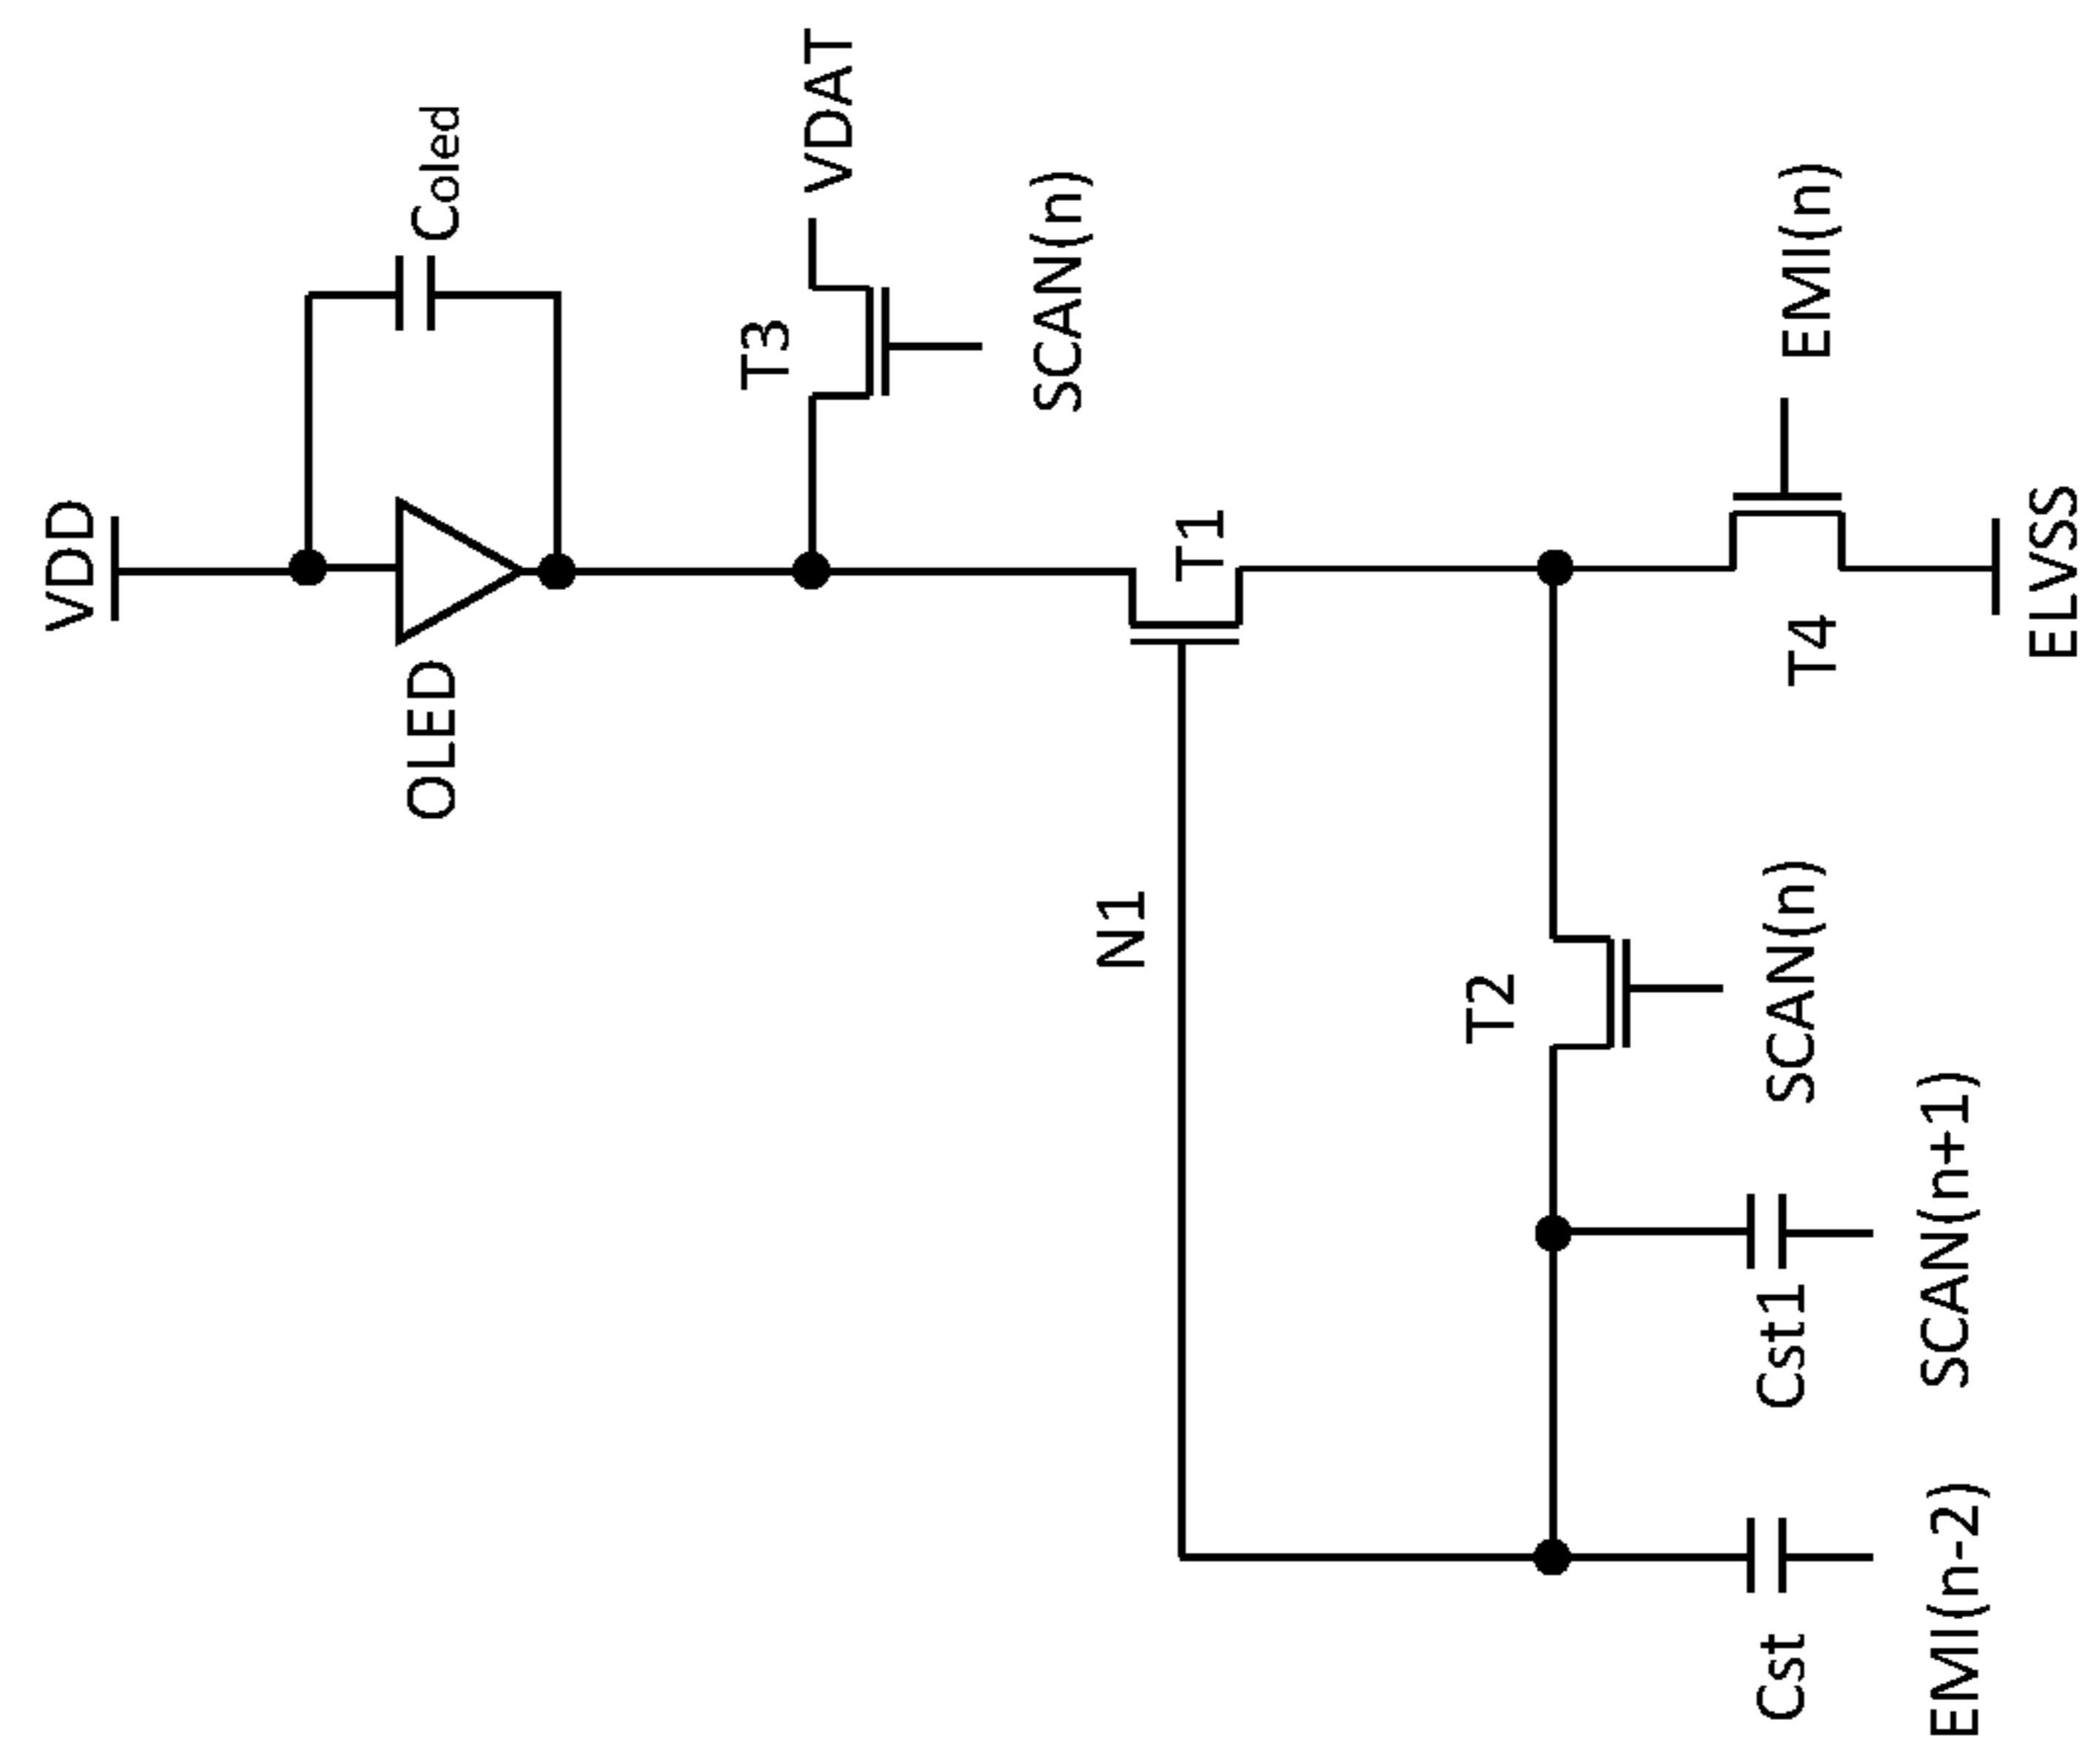 VDD
Coled
OLED
VDAT
T3
SCAN(n)
T1
N1
EMI(n)
T4
ELVSS
T2
SCAN(n)
Cst1
SCAN(n+1)
Cst
EMI(n-2)